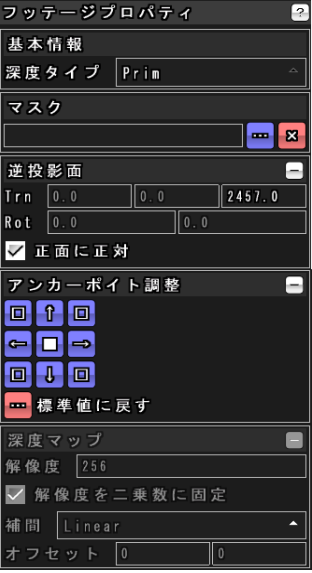 フッテージプロパティ ?
基本情報
深度タイプ Prim
マスク
逆投影面
Trn 0.0 0.0 2457.0
Rot 0.0 0.0
正面に正対
アンカーポイト調整
標準値に戻す
深度マップ
解像度 256
解像度を二乗数に固定
補間 Linear
オフセット 0 0